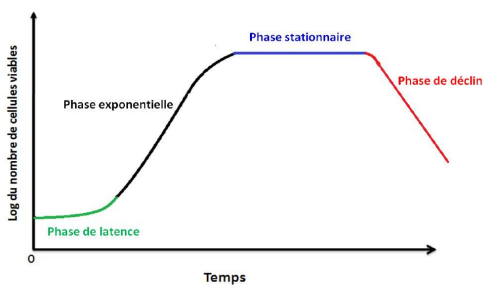 Phase stationnaire
Phase de déclin
Phase exponentielle
Log du nombre de cellules viables
Phase de latence
0
Temps